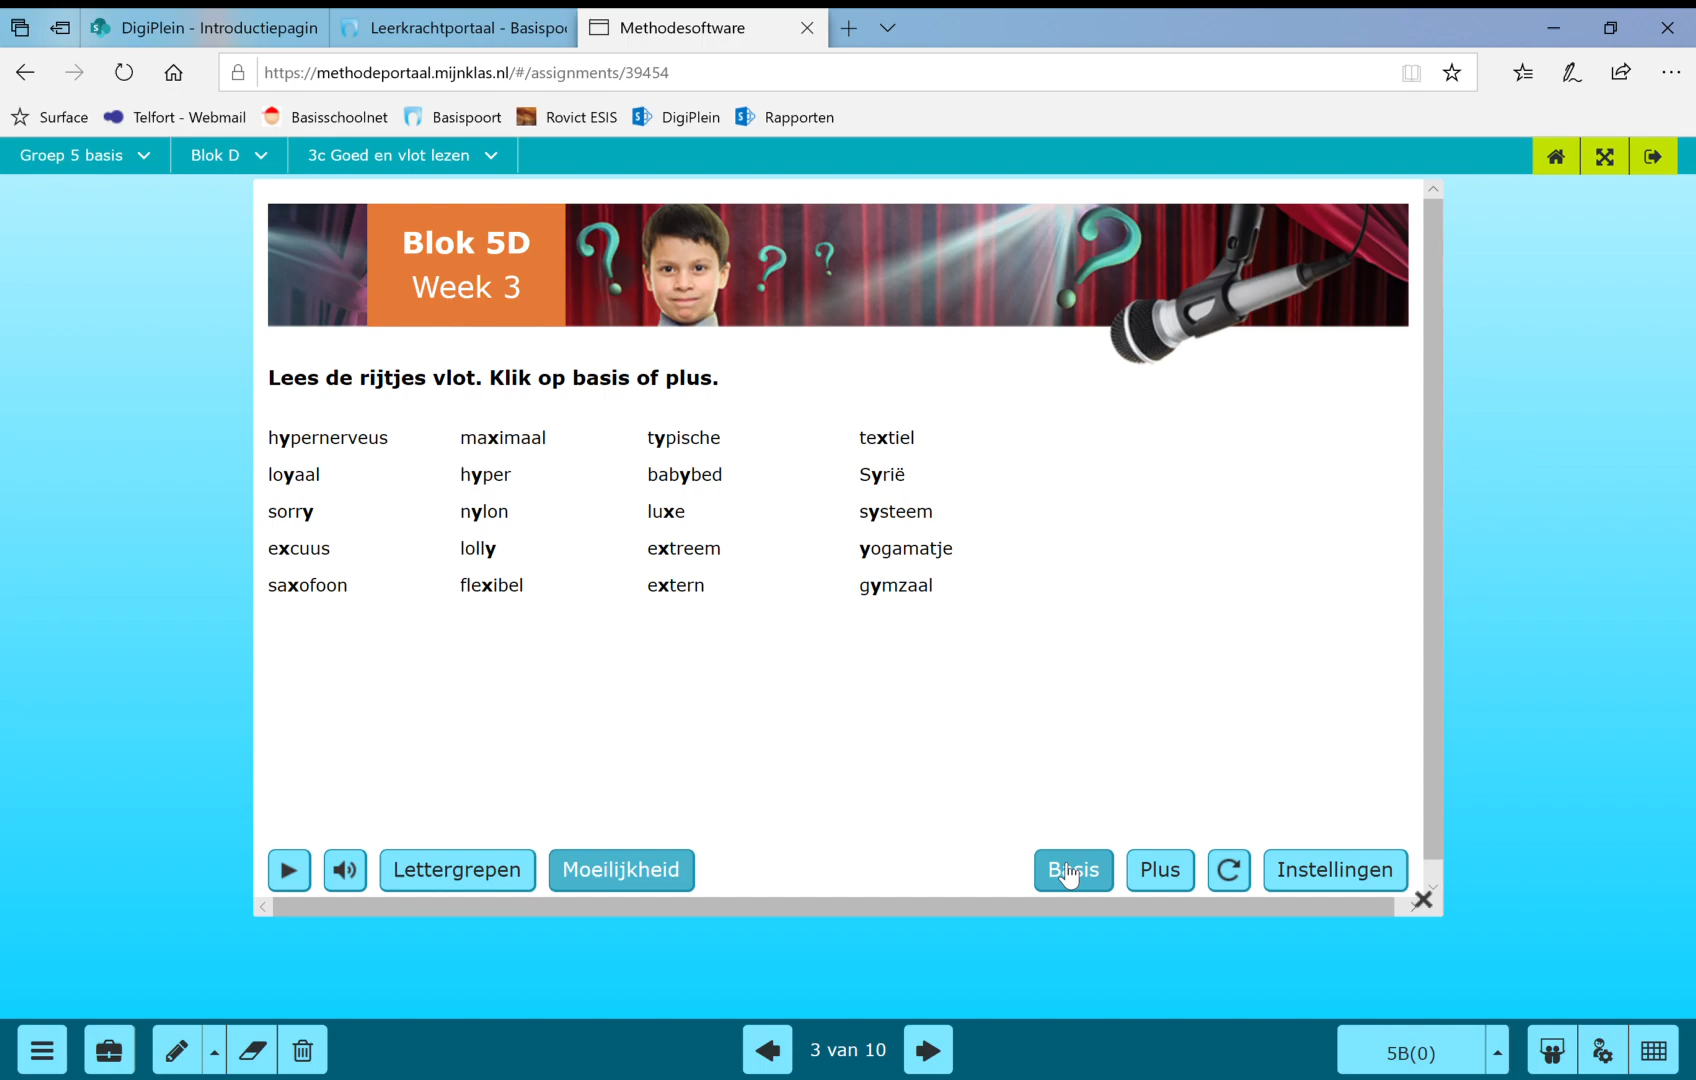 DigiPlein - Introductiepagin
Leerkrachtportaal - Basispoo
Methodesoftware
https://methodeportaal.mijnklas.nl/#/assignments/39454
Surface
Telfort - Webmail
Basisschoolnet
Basispoort
Rovict ESIS
DigiPlein
Rapporten
Groep 5 basis
Blok D
3c Goed en vlot lezen
Blok 5D
Week 3
Lees de rijtjes vlot. Klik op basis of plus.
hypernerveus maximaal typische textiel
loyaal hyper babybed Syrië
sorry nylon luxe systeem
excuus lolly extreem yogamatje
saxofoon flexibel extern gymzaal
Lettergrepen
Moeilijkheid
Basis
Plus
Instellingen
3 van 10
5B(0)